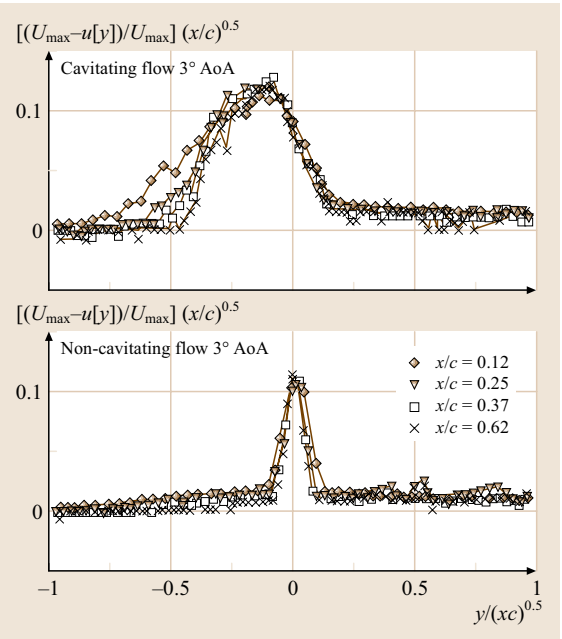 [(Umax–u[y])/Umax] (x/c)0.5
Cavitating flow 3° AoA
0.1
0
[(Umax–u[y])/Umax] (x/c)0.5
Non-cavitating flow 3° AoA
x/c = 0.12
x/c = 0.25
0.1
x/c = 0.37
x/c = 0.62
0
−1 −0.5 0 0.5 1
y/(xc)0.5